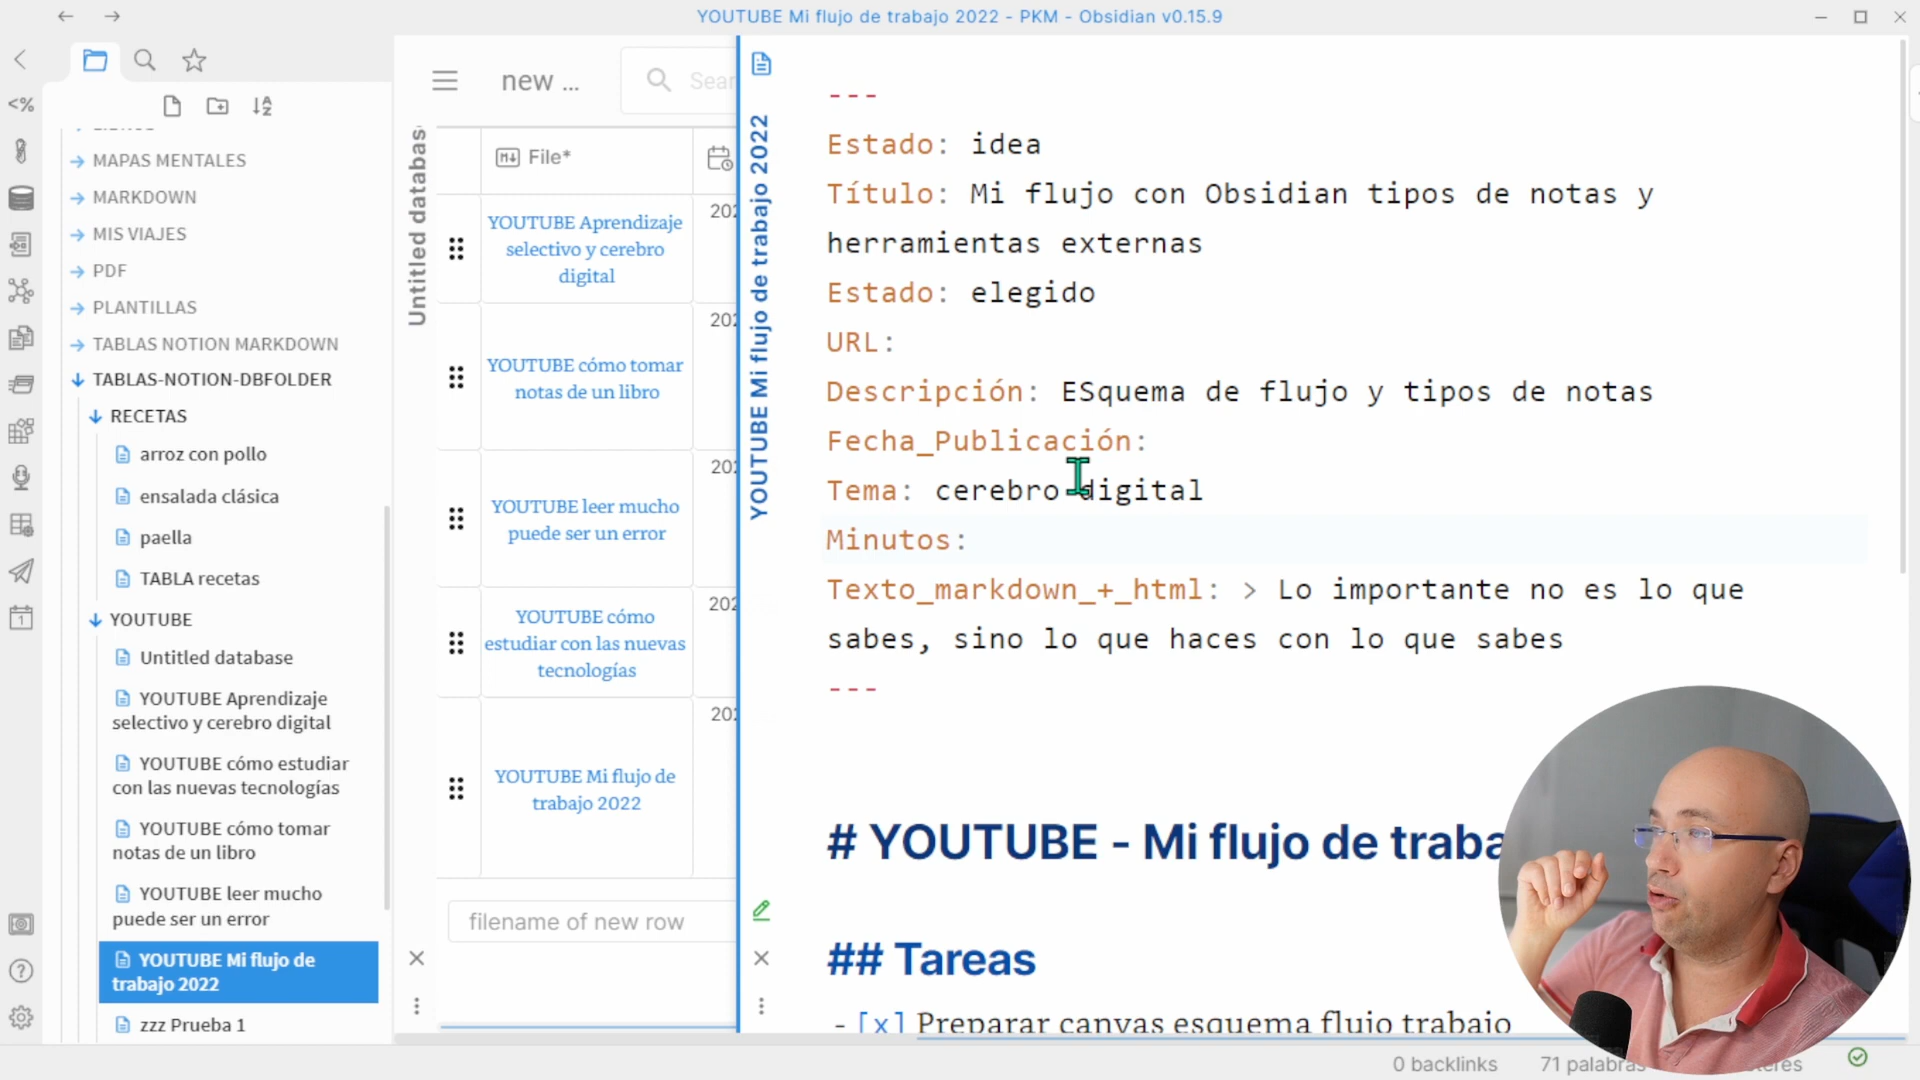 YOUTUBE Mi flujo de trabajo 2022 - PKM - Obsidian v0.15.9
<%
MAPAS MENTALES
MARKDOWN
MIS VIAJES
PDF
PLANTILLAS
TABLAS NOTION MARKDOWN
TABLAS-NOTION-DBFOLDER
RECETAS
arroz con pollo
ensalada clásica
paella
TABLA recetas
YOUTUBE
Untitled database
YOUTUBE Aprendizaje
selectivo y cerebro digital
YOUTUBE cómo estudiar
con las nuevas tecnologías
YOUTUBE cómo tomar
notas de un libro
YOUTUBE leer mucho
puede ser un error
YOUTUBE Mi flujo de
trabajo 2022
zzz Prueba 1
Untitled databas
new ...
Sear
File*
YOUTUBE Aprendizaje
selectivo y cerebro
digital
202
YOUTUBE cómo tomar
notas de un libro
202
YOUTUBE leer mucho
puede ser un error
202
YOUTUBE cómo
estudiar con las nuevas
tecnologías
202
YOUTUBE Mi flujo de
trabajo 2022
202
filename of new row
YOUTUBE Mi flujo de trabajo 2022
---
Estado: idea
Título: Mi flujo con Obsidian tipos de notas y
herramientas externas
Estado: elegido
URL:
Descripción: ESquema de flujo y tipos de notas
Fecha_Publicación:
Tema: cerebro digital
Minutos:
Texto_markdown_+_html: > Lo importante no es lo que
sabes, sino lo que haces con lo que sabes
---
# YOUTUBE - Mi flujo de traba
## Tareas
- [x] Preparar canvas esquema flujo trabajo
0 backlinks
71 palabras